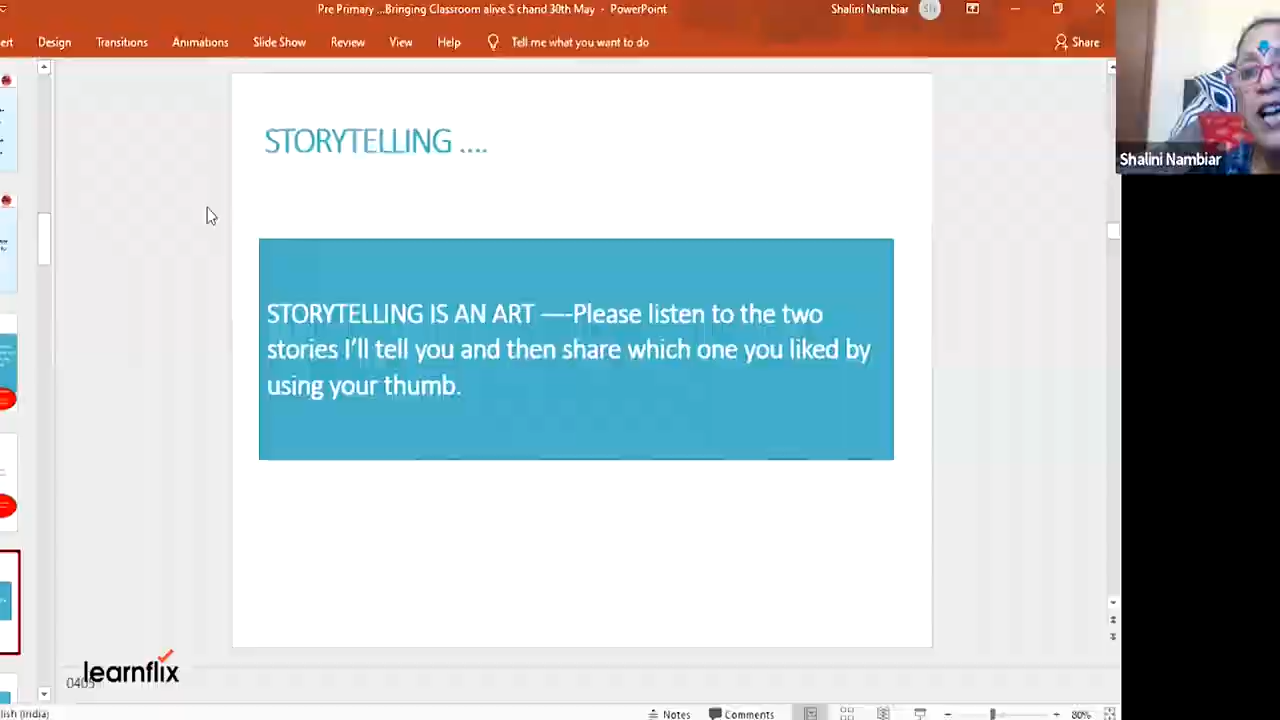 Pre Primary ...Bringing Classroom alive S chand 30th May - PowerPoint
Shalini Nambiar
SN
Design Transitions Animations Slide Show Review View Help Tell me what you want to do
Share
Shalini Nambiar
STORYTELLING ....
STORYTELLING IS AN ART —-Please listen to the two
stories I'll tell you and then share which one you liked by
using your thumb.
learnflix
Notes Comments 80%